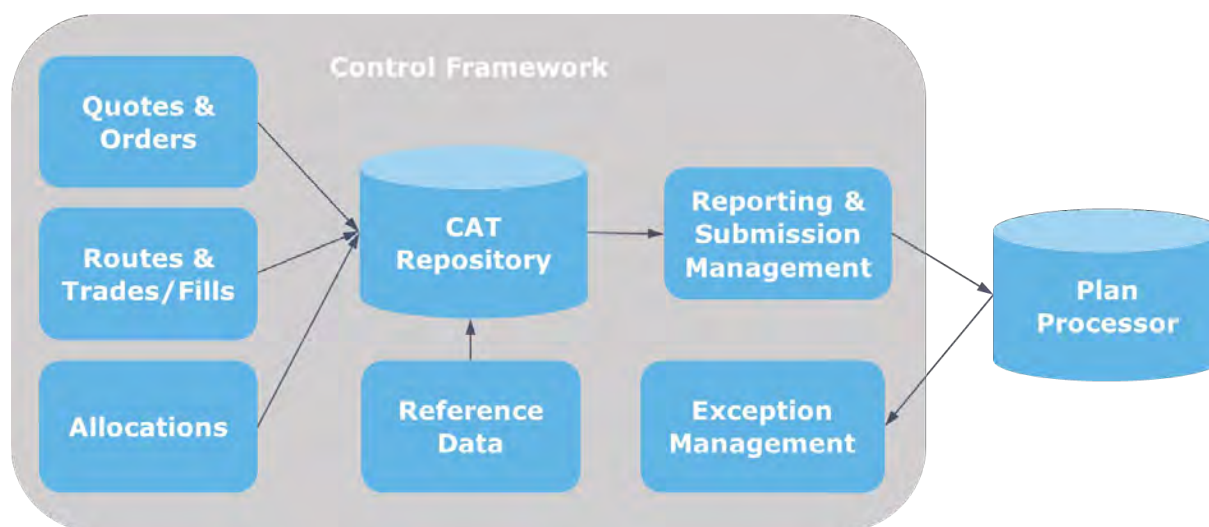 Control Framework
Quotes &
Orders
Routes &
Trades/Fills
Allocations
CAT
Repository
Reference
Data
Reporting &
Submission
Management
Exception
Management
Plan
Processor